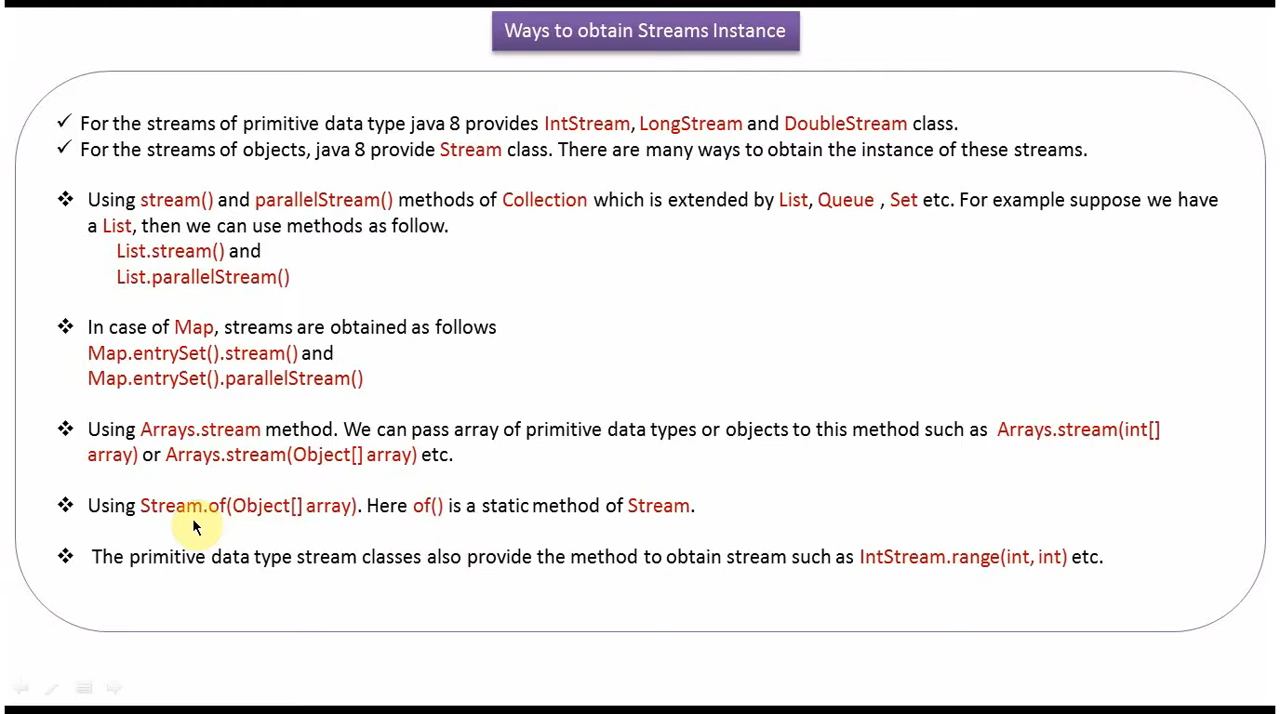 Ways to obtain Streams Instance
✓ For the streams of primitive data type java 8 provides IntStream, LongStream and DoubleStream class.
✓ For the streams of objects, java 8 provide Stream class. There are many ways to obtain the instance of these streams.
❖ Using stream() and parallelStream() methods of Collection which is extended by List, Queue , Set etc. For example suppose we have
a List, then we can use methods as follow.
List.stream() and
List.parallelStream()
❖ In case of Map, streams are obtained as follows
Map.entrySet().stream() and
Map.entrySet().parallelStream()
❖ Using Arrays.stream method. We can pass array of primitive data types or objects to this method such as Arrays.stream(int[]
array) or Arrays.stream(Object[] array) etc.
❖ Using Stream.of(Object[] array). Here of() is a static method of Stream.
❖ The primitive data type stream classes also provide the method to obtain stream such as IntStream.range(int, int) etc.